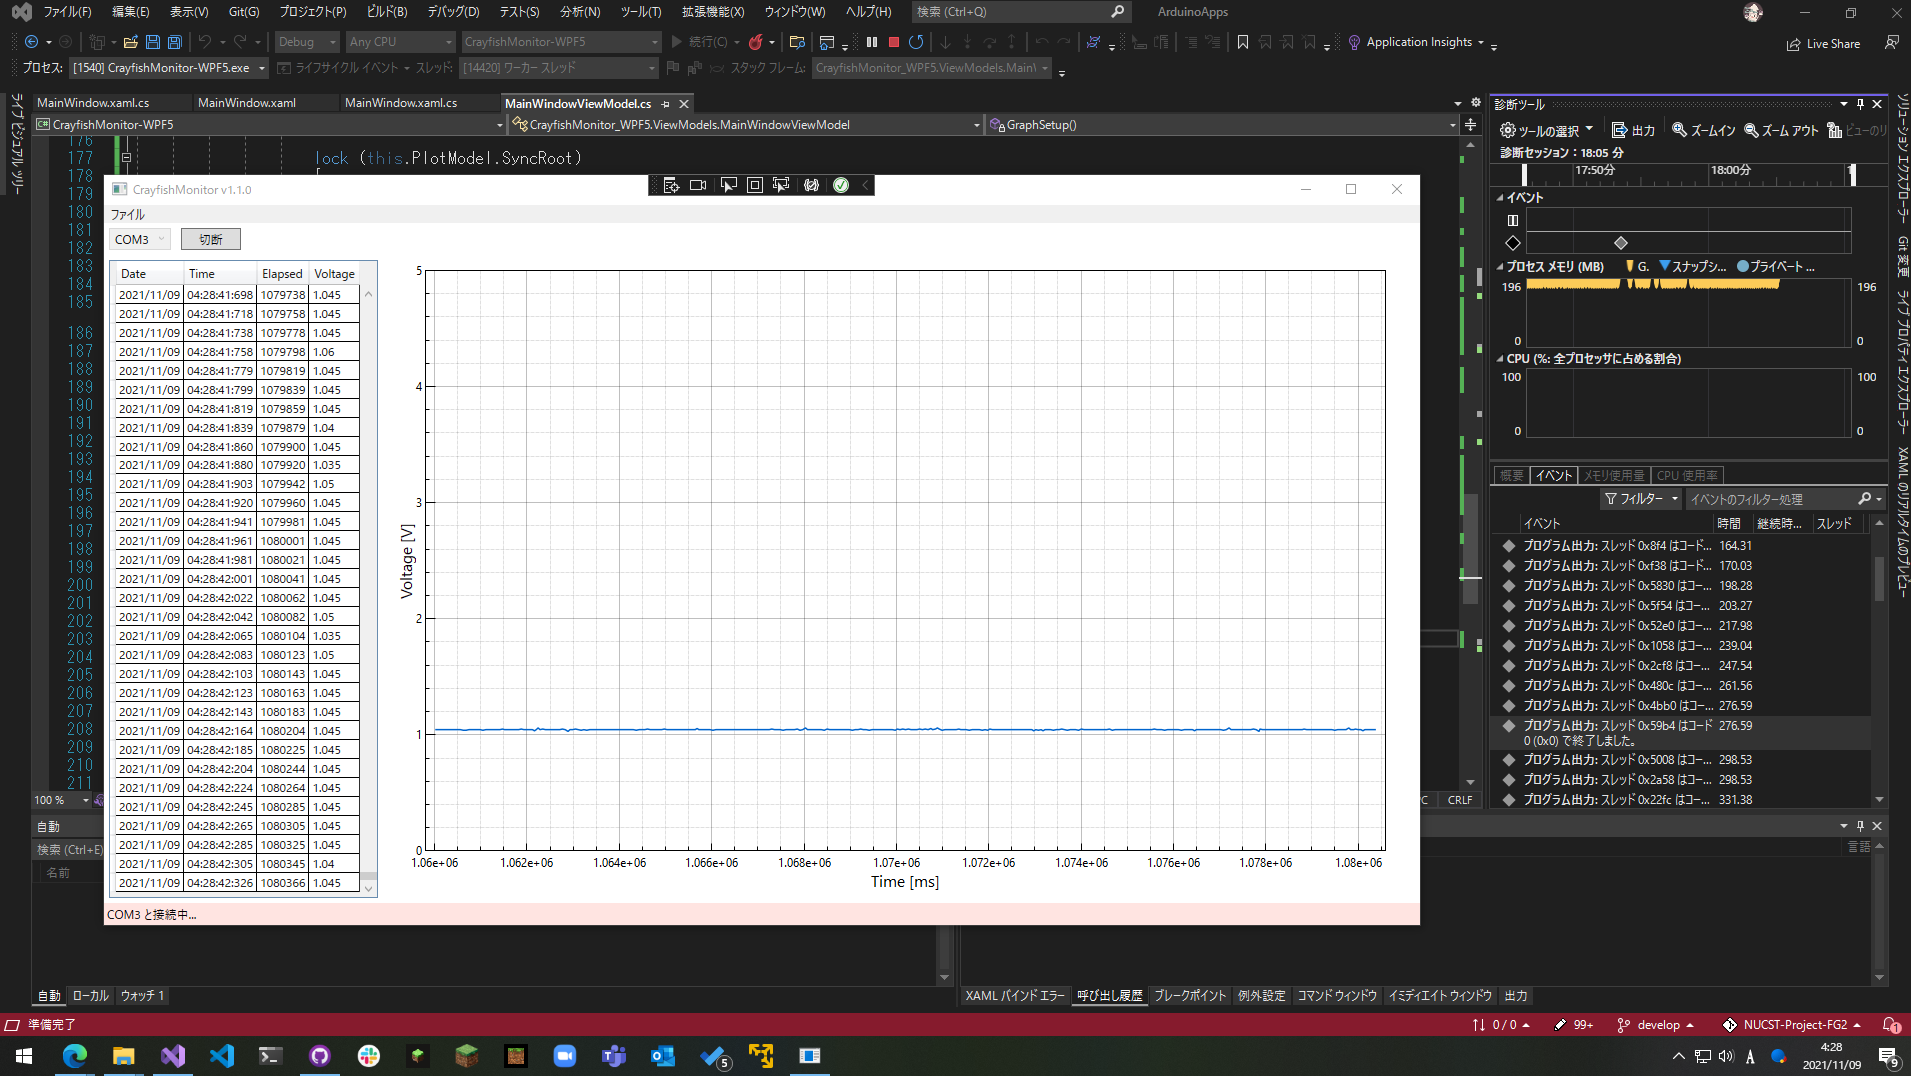 ファイル(F) 編集(E) 表示(V) Git(G) プロジェクト(P) ビルド(B) デバッグ(D) テスト(S) 分析(N) ツール(T) 拡張機能(X) ウィンドウ(W) ヘルプ(H) 検索 (Ctrl+Q) ArduinoApps
Debug Any CPU CrayfishMonitor-WPF5 続行(C) Application Insights Live Share
プロセス: [1540] CrayfishMonitor-WPF5.exe ライフサイクル イベント スレッド: [14420] ワーカー スレッド スタック フレーム: CrayfishMonitor_WPF5.ViewModels.Main
MainWindow.xaml.cs MainWindow.xaml MainWindow.xaml.cs MainWindowViewModel.cs
CrayfishMonitor-WPF5 CrayfishMonitor_WPF5.ViewModels.MainWindowViewModel GraphSetup()
ライブ ビジュアル ツリー
176
177 lock (this.PlotModel.SyncRoot)
178
179
180
181
182
183
184
185
186
187
188
189
190
191
192
193
194
195
196
197
198
199
200
201
202
203
204
205
206
207
208
209
210
211
CrayfishMonitor v1.1.0
ファイル
COM3 切断
Date Time Elapsed Voltage
2021/11/09 04:28:41:698 1079738 1.045
2021/11/09 04:28:41:718 1079758 1.045
2021/11/09 04:28:41:738 1079778 1.045
2021/11/09 04:28:41:758 1079798 1.06
2021/11/09 04:28:41:779 1079819 1.045
2021/11/09 04:28:41:799 1079839 1.045
2021/11/09 04:28:41:819 1079859 1.045
2021/11/09 04:28:41:839 1079879 1.04
2021/11/09 04:28:41:860 1079900 1.045
2021/11/09 04:28:41:880 1079920 1.035
2021/11/09 04:28:41:903 1079942 1.05
2021/11/09 04:28:41:920 1079960 1.045
2021/11/09 04:28:41:941 1079981 1.045
2021/11/09 04:28:41:961 1080001 1.045
2021/11/09 04:28:41:981 1080021 1.045
2021/11/09 04:28:42:001 1080041 1.045
2021/11/09 04:28:42:022 1080062 1.045
2021/11/09 04:28:42:042 1080082 1.05
2021/11/09 04:28:42:065 1080104 1.035
2021/11/09 04:28:42:083 1080123 1.05
2021/11/09 04:28:42:103 1080143 1.045
2021/11/09 04:28:42:123 1080163 1.045
2021/11/09 04:28:42:143 1080183 1.045
2021/11/09 04:28:42:164 1080204 1.045
2021/11/09 04:28:42:185 1080225 1.045
2021/11/09 04:28:42:204 1080244 1.045
2021/11/09 04:28:42:224 1080264 1.045
2021/11/09 04:28:42:245 1080285 1.045
2021/11/09 04:28:42:265 1080305 1.045
2021/11/09 04:28:42:285 1080325 1.045
2021/11/09 04:28:42:305 1080345 1.04
2021/11/09 04:28:42:326 1080366 1.045
5
4
3
2
1
0
Voltage [V]
1.06e+06 1.062e+06 1.064e+06 1.066e+06 1.068e+06 1.07e+06 1.072e+06 1.074e+06 1.076e+06 1.078e+06 1.08e+06
Time [ms]
COM3 と接続中...
診断ツール
ツールの選択 出力 ズームイン ズーム アウト ビューのリ
診断セッション：18:05 分
17:50分 18:00分 1
イベント
プロセス メモリ (MB) G. スナップシ... プライベート ...
196 196
0 0
CPU (%: 全プロセッサに占める割合)
100 100
0 0
概要 イベント メモリ使用量 CPU 使用率
フィルター イベントのフィルター処理
イベント 時間 継続時... スレッド
プログラム出力: スレッド 0x8f4 はコード... 164.31
プログラム出力: スレッド 0xf38 はコード... 170.03
プログラム出力: スレッド 0x5830 はコー... 198.28
プログラム出力: スレッド 0x5f54 はコー... 203.27
プログラム出力: スレッド 0x52e0 はコー... 217.98
プログラム出力: スレッド 0x1058 はコー... 239.04
プログラム出力: スレッド 0x2cf8 はコー... 247.54
プログラム出力: スレッド 0x480c はコー... 261.56
プログラム出力: スレッド 0x4bb0 はコー... 276.59
プログラム出力: スレッド 0x59b4 はコード 276.59
0 (0x0) で終了しました。
プログラム出力: スレッド 0x5008 はコー... 298.53
プログラム出力: スレッド 0x2a58 はコー... 298.53
プログラム出力: スレッド 0x22fc はコー... 331.38
ソリューション エクスプローラー
Git 変更
ライブ プロパティ エクスプローラー
XAML のリアルタイムのプレビュー
100 % C CRLF
自動
検索 (Ctrl+E)
名前
言語
自動 ローカル ウォッチ 1
XAML バインド エラー 呼び出し履歴 ブレークポイント 例外設定 コマンド ウィンドウ イミディエイト ウィンドウ 出力
準備完了 0 / 0 99+ develop NUCST-Project-FG2 1
5 A 4:28
2021/11/09 9